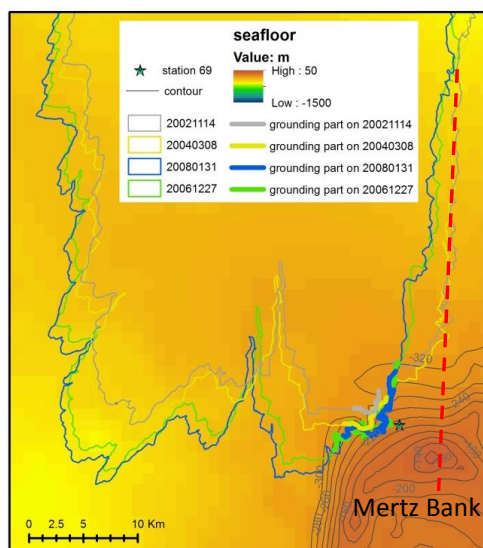 seafloor
Value: m
station 69
High : 50
contour
Low : -1500
20021114 grounding part on 20021114
20040308 grounding part on 20040308
20080131 grounding part on 20080131
20061227 grounding part on 20061227
-320
-240
-200
-300
-280
Mertz Bank
0 2.5 5 10 Km